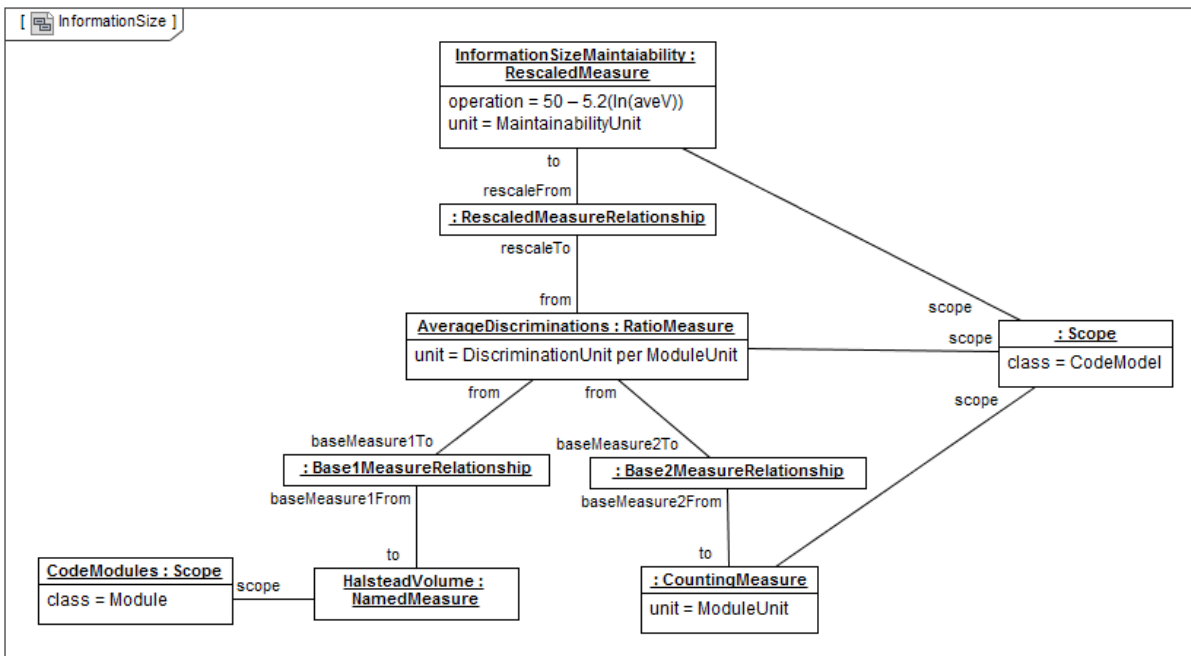 [ InformationSize ]
InformationSizeMaintaiability :
RescaledMeasure
operation = 50 – 5.2(ln(aveV))
unit = MaintainabilityUnit
to
rescaleFrom
: RescaledMeasureRelationship
rescaleTo
from
scope
AverageDiscriminations : RatioMeasure
unit = DiscriminationUnit per ModuleUnit
scope
: Scope
class = CodeModel
from
from
scope
baseMeasure1To
baseMeasure2To
: Base1MeasureRelationship
: Base2MeasureRelationship
baseMeasure1From
baseMeasure2From
to
to
CodeModules : Scope
class = Module
scope
HalsteadVolume :
NamedMeasure
: CountingMeasure
unit = ModuleUnit